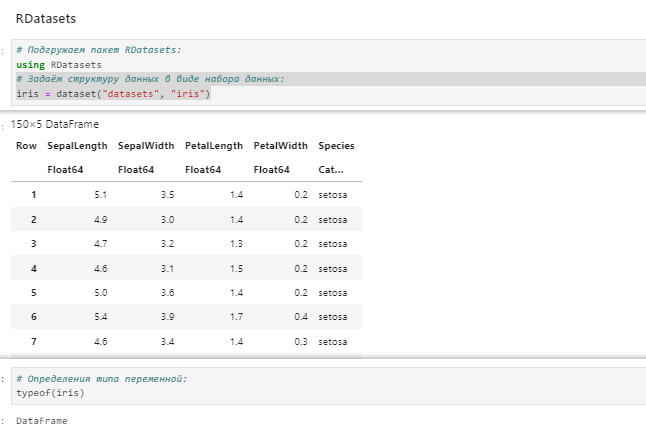 RDatasets
: # Подгружаем пакет RDatasets:
using RDatasets
# Задаём структуру данных в виде набора данных:
iris = dataset("datasets", "iris")
: 150×5 DataFrame
Row SepalLength SepalWidth PetalLength PetalWidth Species
Float64 Float64 Float64 Float64 Cat…
1 5.1 3.5 1.4 0.2 setosa
2 4.9 3.0 1.4 0.2 setosa
3 4.7 3.2 1.3 0.2 setosa
4 4.6 3.1 1.5 0.2 setosa
5 5.0 3.6 1.4 0.2 setosa
6 5.4 3.9 1.7 0.4 setosa
7 4.6 3.4 1.4 0.3 setosa
: # Определения типа переменной:
typeof(iris)
: DataFrame